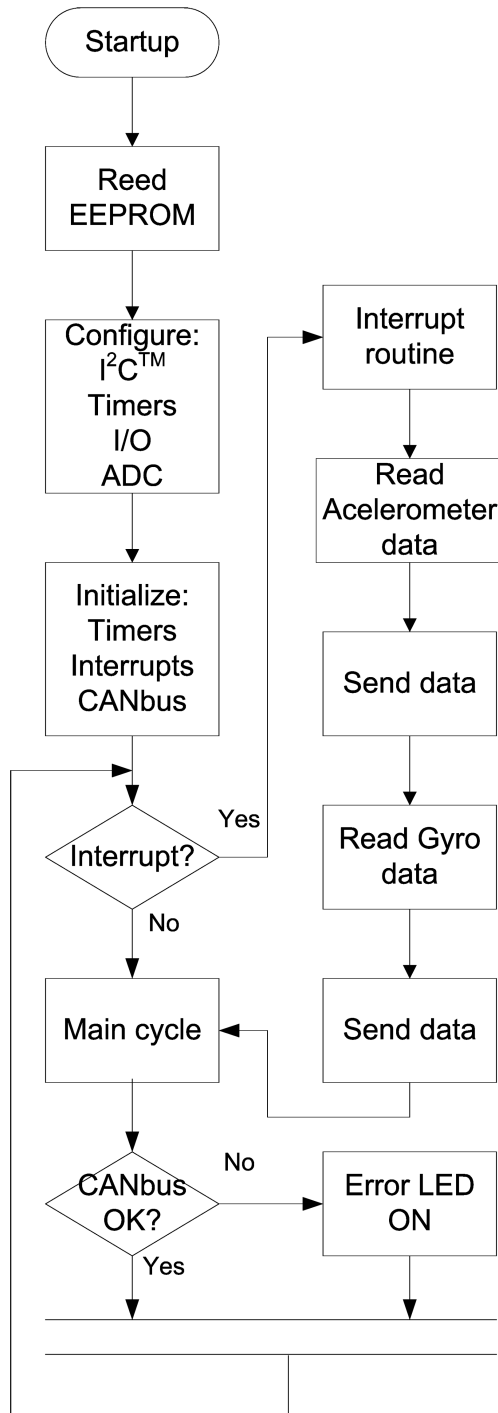 Startup
Reed
EEPROM
Configure:
I²C™
Timers
I/O
ADC
Initialize:
Timers
Interrupts
CANbus
Interrupt?
Yes
No
Main cycle
CANbus
OK?
No
Yes
Interrupt
routine
Read
Acelerometer
data
Send data
Read Gyro
data
Send data
Error LED
ON